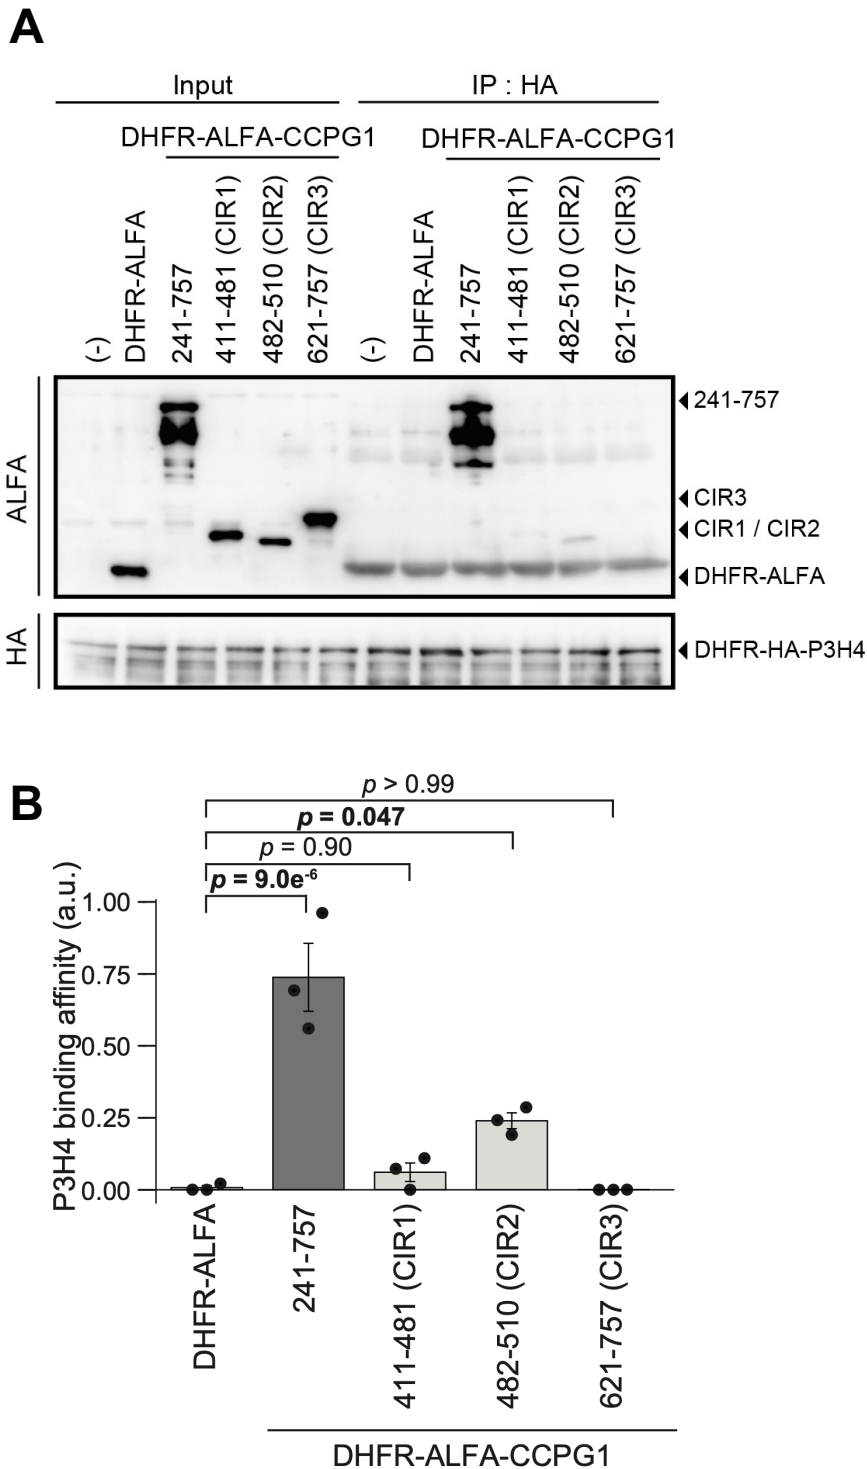 A
Input
IP : HA
DHFR-ALFA-CCPG1
DHFR-ALFA-CCPG1
(-)
DHFR-ALFA
241-757
411-481 (CIR1)
482-510 (CIR2)
621-757 (CIR3)
(-)
DHFR-ALFA
241-757
411-481 (CIR1)
482-510 (CIR2)
621-757 (CIR3)
ALFA
241-757
CIR3
CIR1 / CIR2
DHFR-ALFA
HA
DHFR-HA-P3H4
B
p > 0.99
p = 0.047
p = 0.90
p = 9.0e-6
P3H4 binding affinity (a.u.)
1.00
0.75
0.50
0.25
0.00
DHFR-ALFA
241-757
411-481 (CIR1)
482-510 (CIR2)
621-757 (CIR3)
DHFR-ALFA-CCPG1